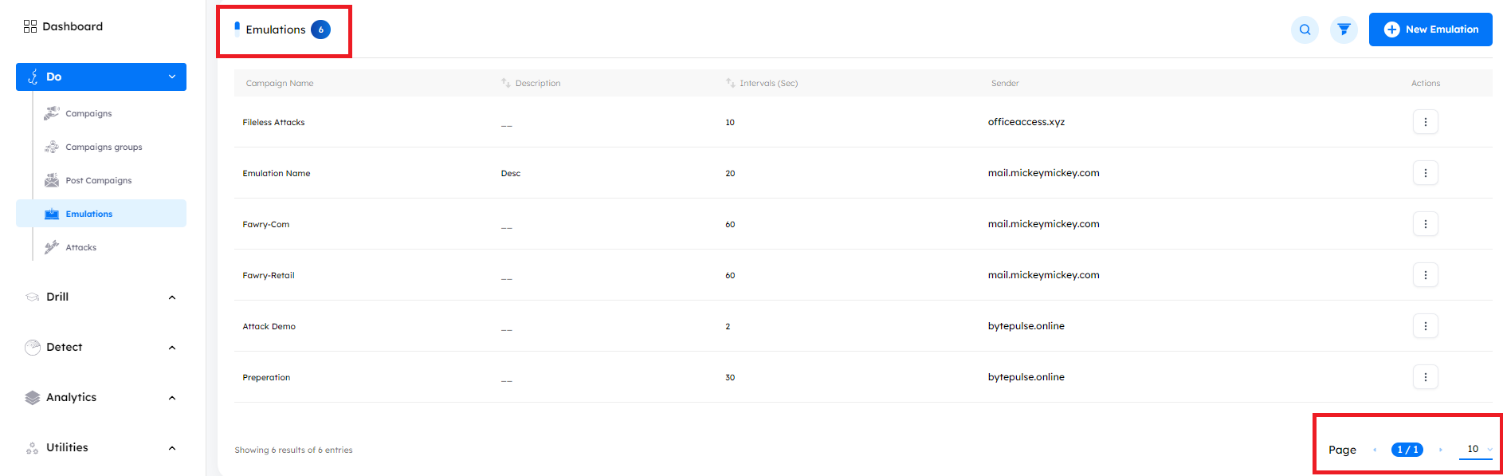 Dashboard
Do
Campaigns
Campaigns groups
Post Campaigns
Emulations
Attacks
Drill
Detect
Analytics
Utilities
Emulations 6
New Emulation
Campaign Name Description Intervals (Sec) Sender Actions
Fileless Attacks __ 10 officeaccess.xyz
Emulation Name Desc 20 mail.mickeymickey.com
Fawry-Com __ 60 mail.mickeymickey.com
Fawry-Retail __ 60 mail.mickeymickey.com
Attack Demo __ 2 bytepulse.online
Preperation __ 30 bytepulse.online
Showing 6 results of 6 entries
Page 1 / 1 10